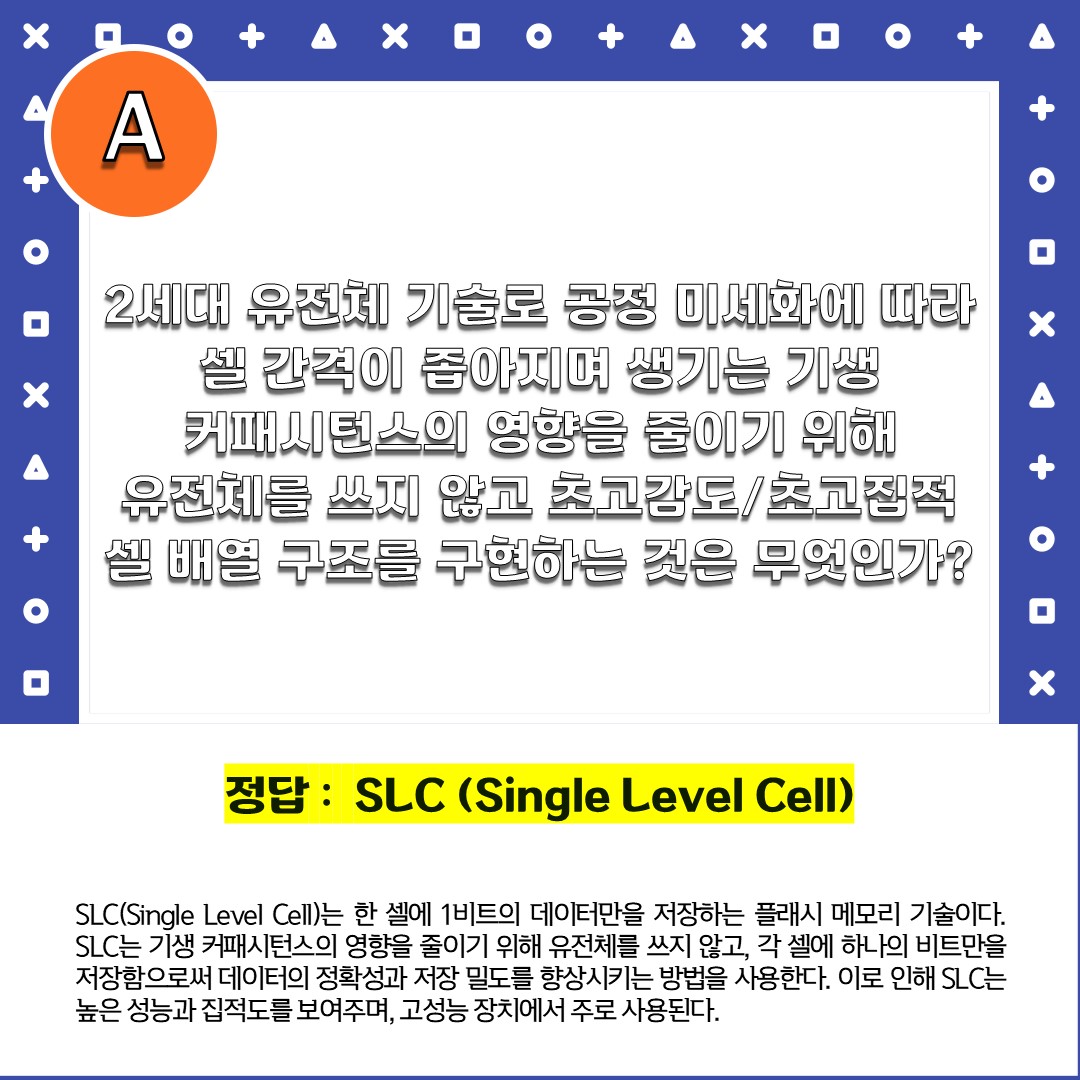 A
2세대 유전체 기술로 공정 미세화에 따라
셀 간격이 좁아지며 생기는 기생
커패시턴스의 영향을 줄이기 위해
유전체를 쓰지 않고 초고감도/초고집적
셀 배열 구조를 구현하는 것은 무엇인가?
정답 : SLC (Single Level Cell)
SLC(Single Level Cell)는 한 셀에 1비트의 데이터만을 저장하는 플래시 메모리 기술이다.
SLC는 기생 커패시턴스의 영향을 줄이기 위해 유전체를 쓰지 않고, 각 셀에 하나의 비트만을
저장함으로써 데이터의 정확성과 저장 밀도를 향상시키는 방법을 사용한다. 이로 인해 SLC는
높은 성능과 집적도를 보여주며, 고성능 장치에서 주로 사용된다.